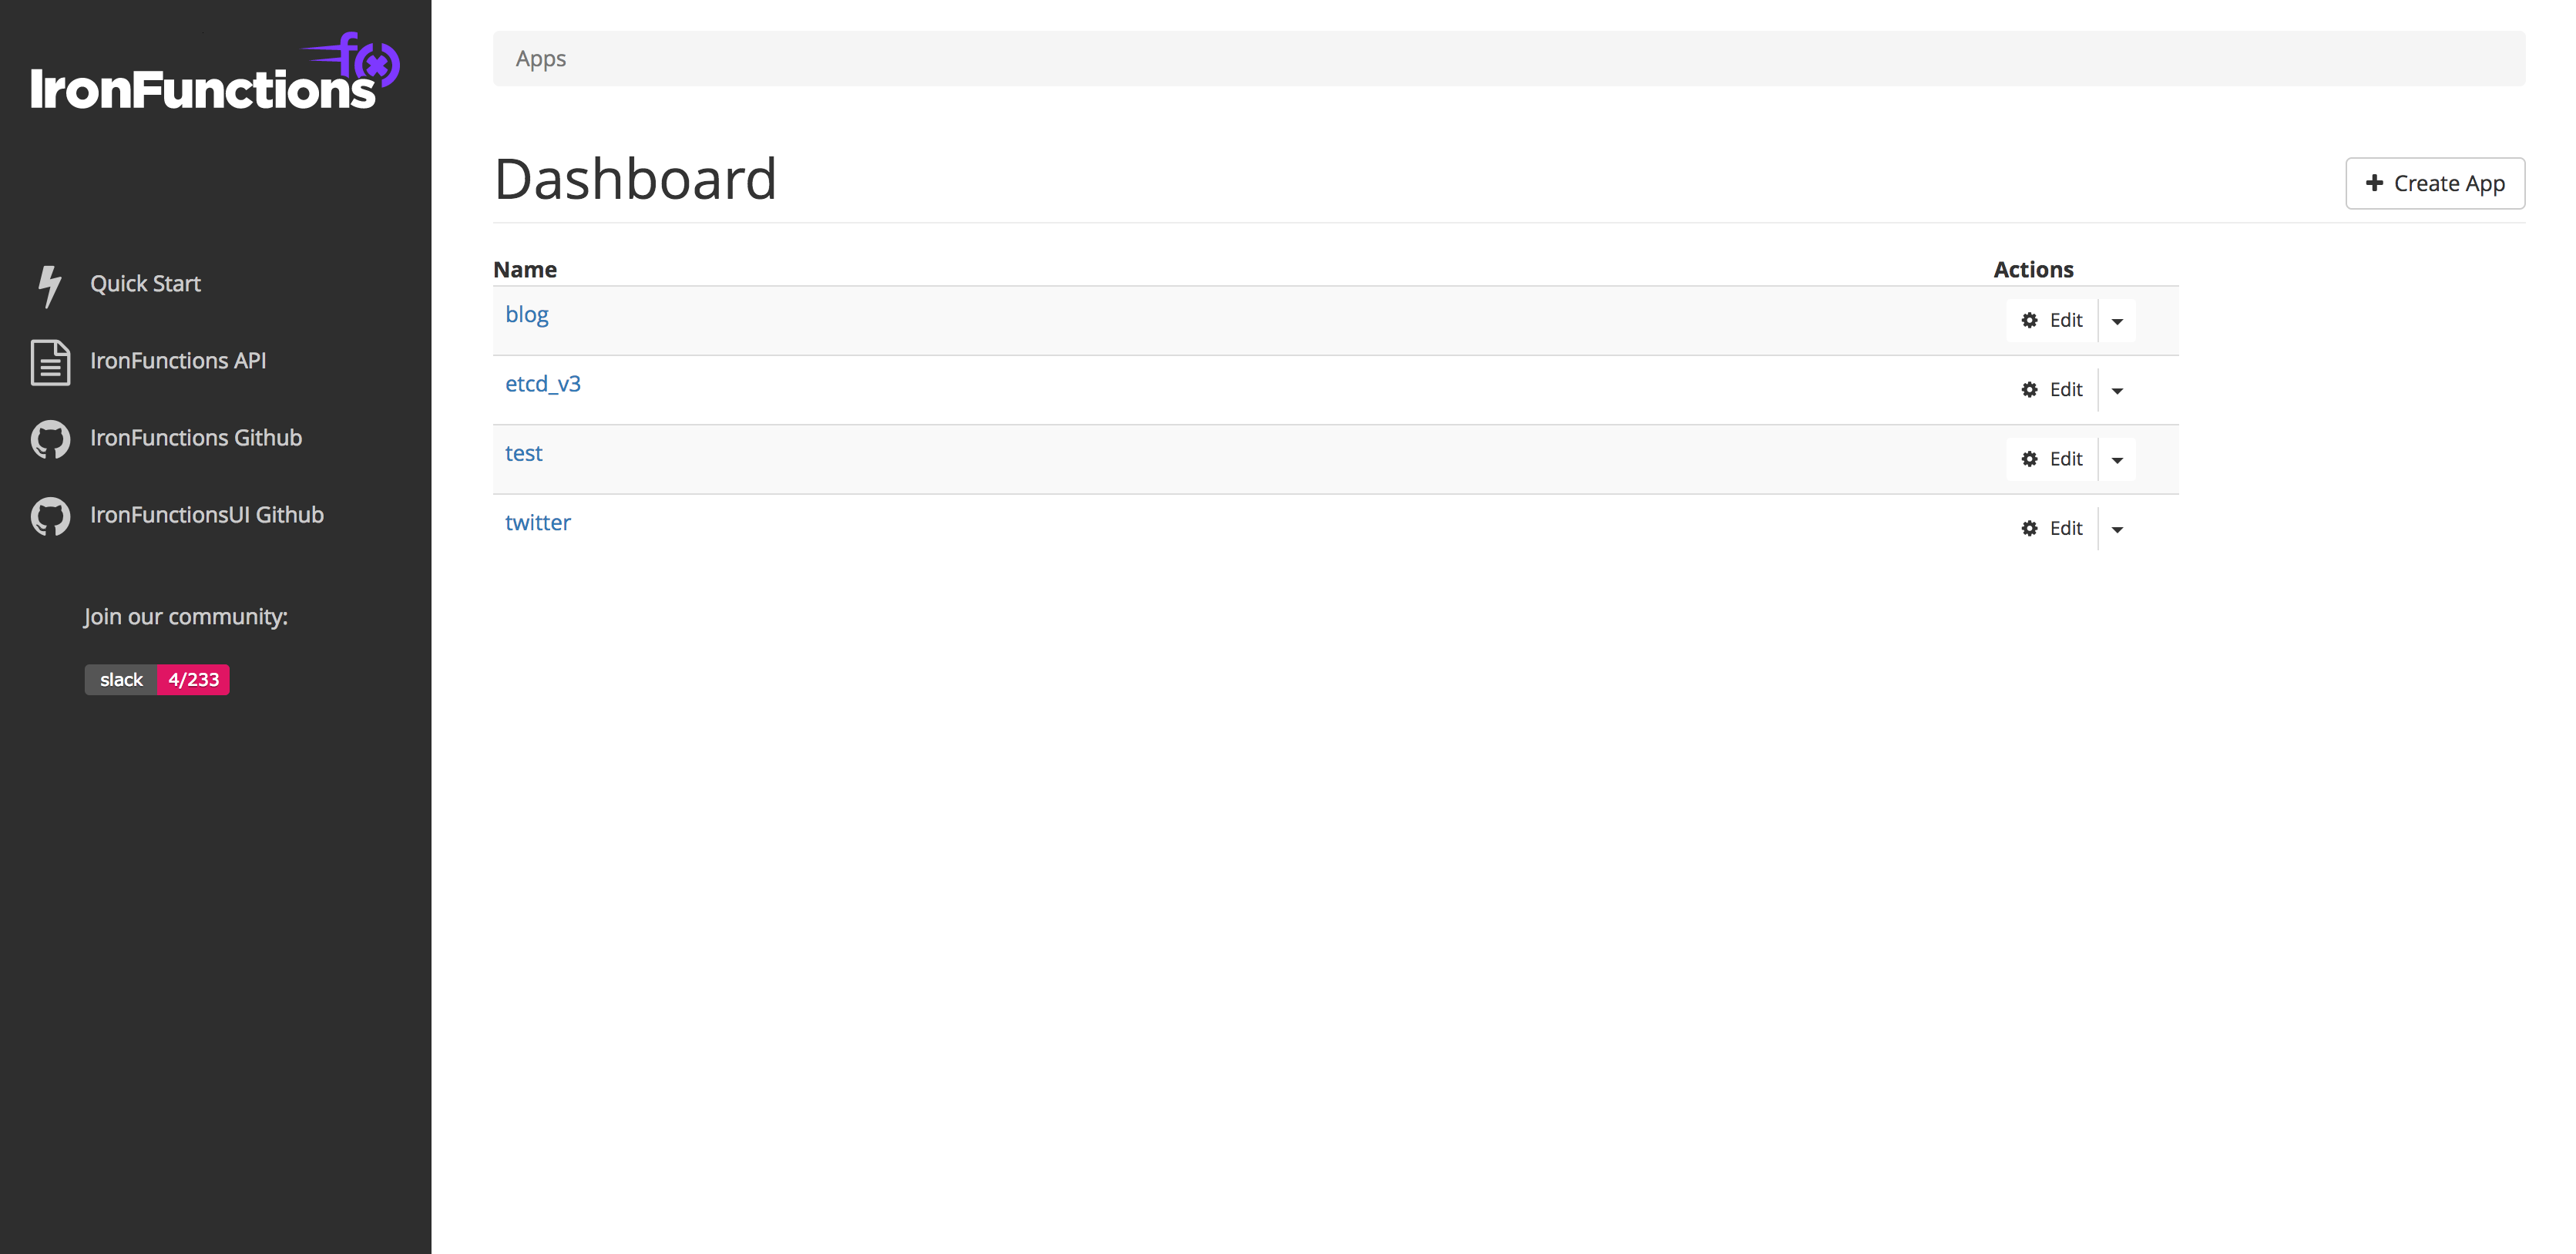 IronFunctions f(x)
Quick Start
IronFunctions API
IronFunctions Github
IronFunctionsUI Github
Join our community:
slack 4/233
Apps
Dashboard
Create App
Name Actions
blog Edit
etcd_v3 Edit
test Edit
twitter Edit